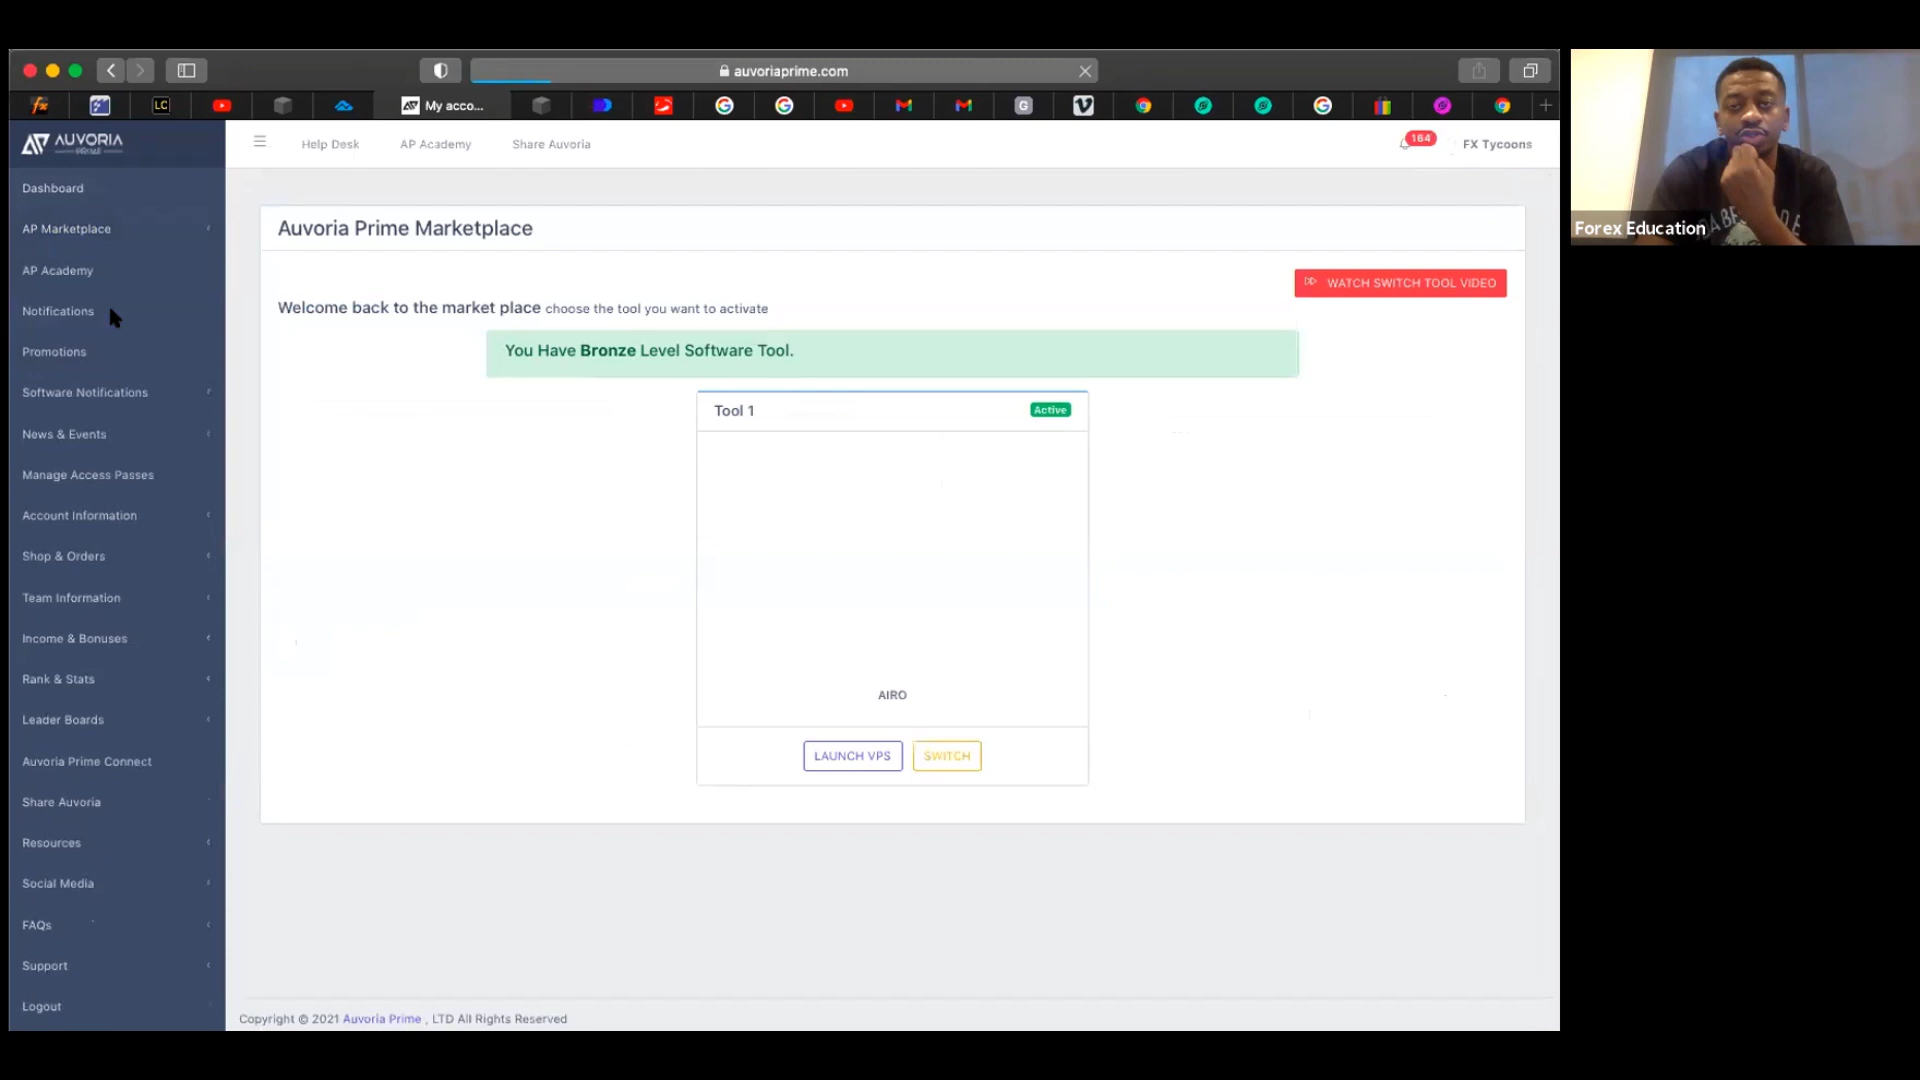 auvoriaprime.com
LC
My acco...
G
AUVORIA
PRIME
Help Desk
AP Academy
Share Auvoria
164
FX Tycoons
Dashboard
AP Marketplace
AP Academy
Notifications
Promotions
Software Notifications
News & Events
Manage Access Passes
Account Information
Shop & Orders
Team Information
Income & Bonuses
Rank & Stats
Leader Boards
Auvoria Prime Connect
Share Auvoria
Resources
Social Media
FAQs
Support
Logout
Auvoria Prime Marketplace
WATCH SWITCH TOOL VIDEO
Welcome back to the market place choose the tool you want to activate
You Have Bronze Level Software Tool.
Tool 1
Active
AIRO
LAUNCH VPS
SWITCH
Copyright © 2021 Auvoria Prime , LTD All Rights Reserved
Forex Education